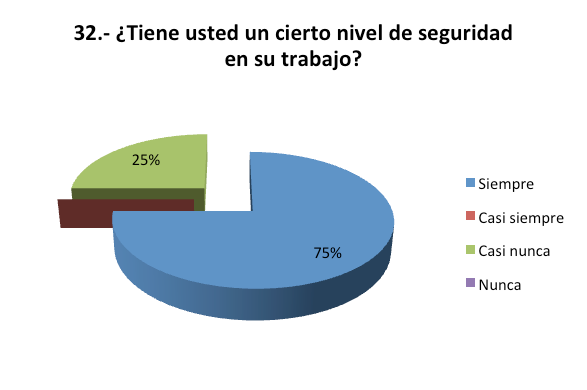 32.- ¿Tiene usted un cierto nivel de seguridad
en su trabajo?
25%
75%
Siempre
Casi siempre
Casi nunca
Nunca